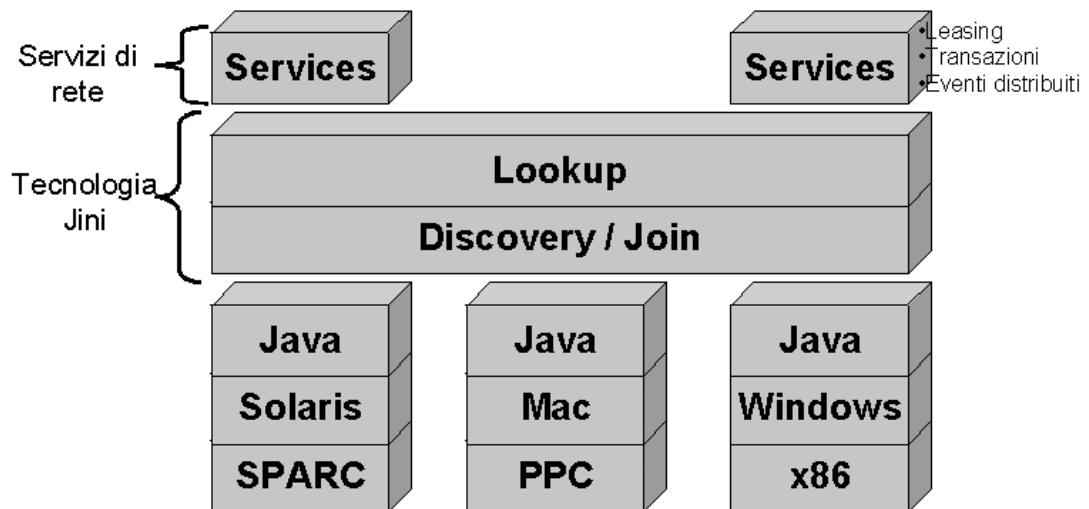 Servizi di
rete
Services
Services
•Leasing
•Transazioni
•Eventi distribuiti
Tecnologia
Jini
Lookup
Discovery / Join
Java
Java
Java
Solaris
Mac
Windows
SPARC
PPC
x86